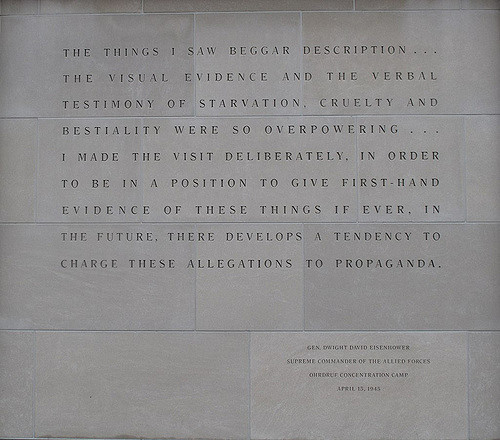 THE THINGS I SAW BEGGAR DESCRIPTION...
THE VISUAL EVIDENCE AND THE VERBAL
TESTIMONY OF STARVATION, CRUELTY AND
BESTIALITY WERE SO OVERPOWERING ...
I MADE THE VISIT DELIBERATELY, IN ORDER
TO BE IN A POSITION TO GIVE FIRST-HAND
EVIDENCE OF THESE THINGS IF EVER, IN
THE FUTURE, THERE DEVELOPS A TENDENCY TO
CHARGE THESE ALLEGATIONS TO PROPAGANDA.
GEN. DWIGHT DAVID EISENHOWER
SUPREME COMMANDER OF THE ALLIED FORCES
OHRDRUF CONCENTRATION CAMP
APRIL 15, 1945